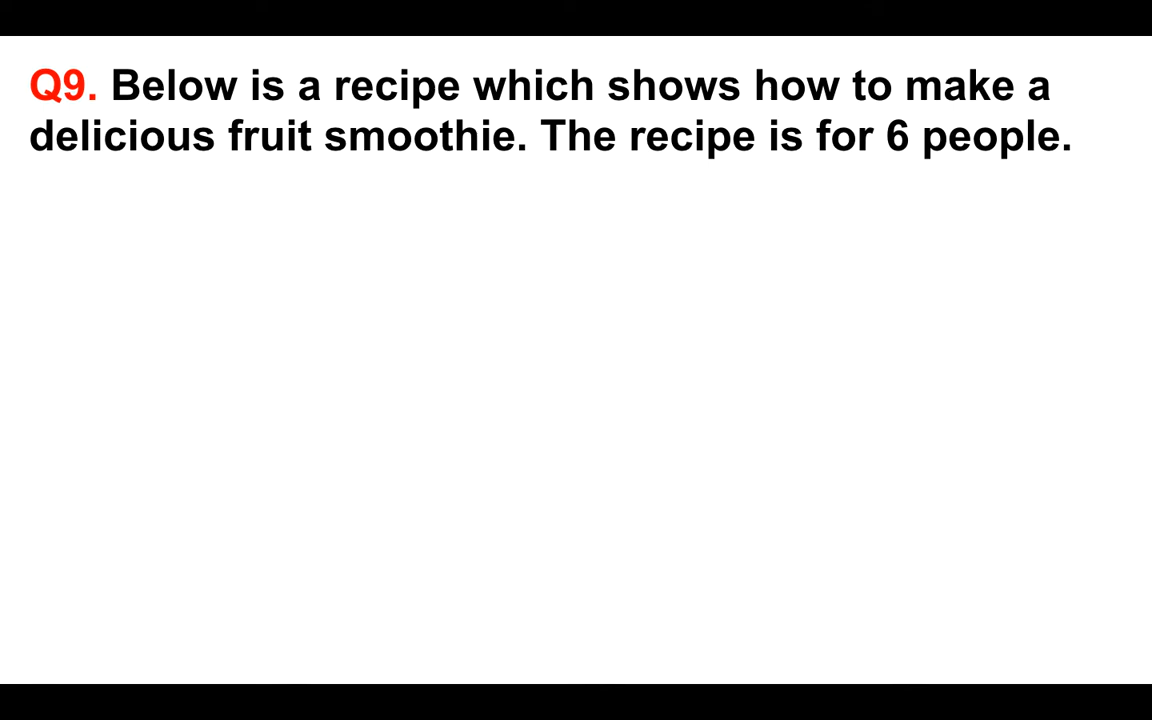 Q9. Below is a recipe which shows how to make a
delicious fruit smoothie. The recipe is for 6 people.